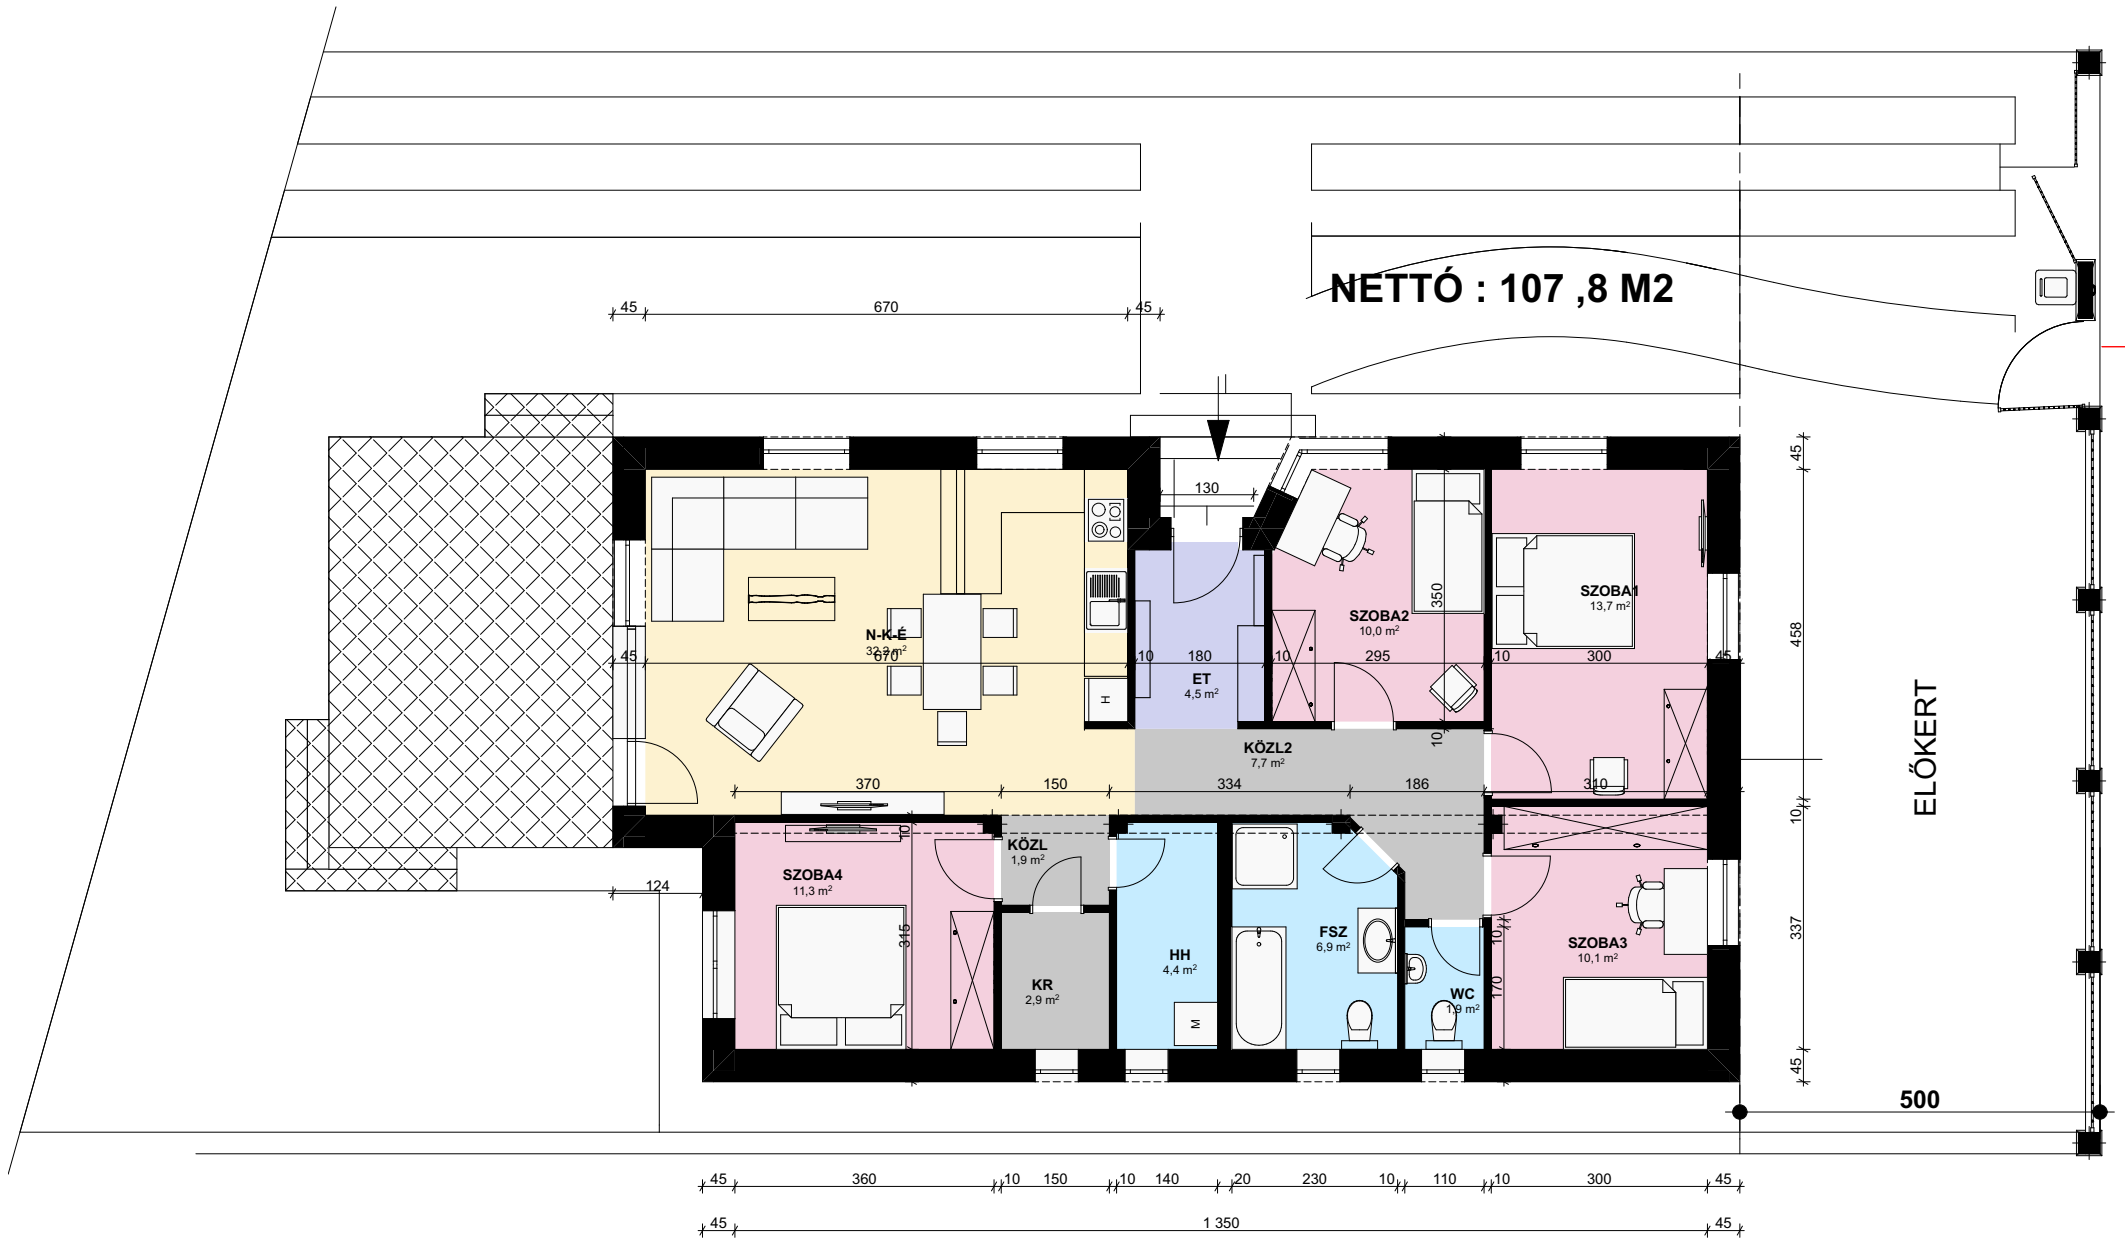 NETTÓ : 107 ,8 M2
45 670 45
130
N-K-É
32,2 m²
SZOBA2
10,0 m²
SZOBA1
13,7 m²
350
45
458
45 670 10 180 10 295 10 300 45
ET
4,5 m²
H
10
KÖZL2
7,7 m²
370 150 334 186 310
10
10
KÖZL
1,9 m²
SZOBA4
11,3 m²
124
315
KR
2,9 m²
HH
4,4 m²
M
FSZ
6,9 m²
WC
1,9 m²
10
170
SZOBA3
10,1 m²
337
45
ELŐKERT
500
45 360 10 150 10 140 20 230 10 110 10 300 45
45 1 350 45